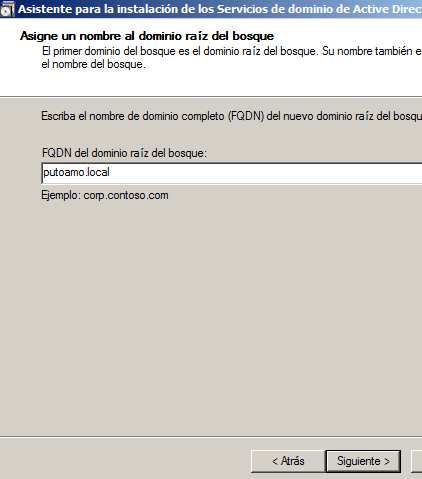 Asistente para la instalación de los Servicios de dominio de Active
Asigne un nombre al dominio raíz del bosque
El primer dominio del bosque es el dominio raíz del bosque. Su nombre también
el nombre del bosque.
Escriba el nombre de dominio completo (FQDN) del nuevo dominio raíz del
FQDN del dominio raíz del bosque:
putoamo.local
Ejemplo: corp.contoso.com
< Atrás
Siguiente >